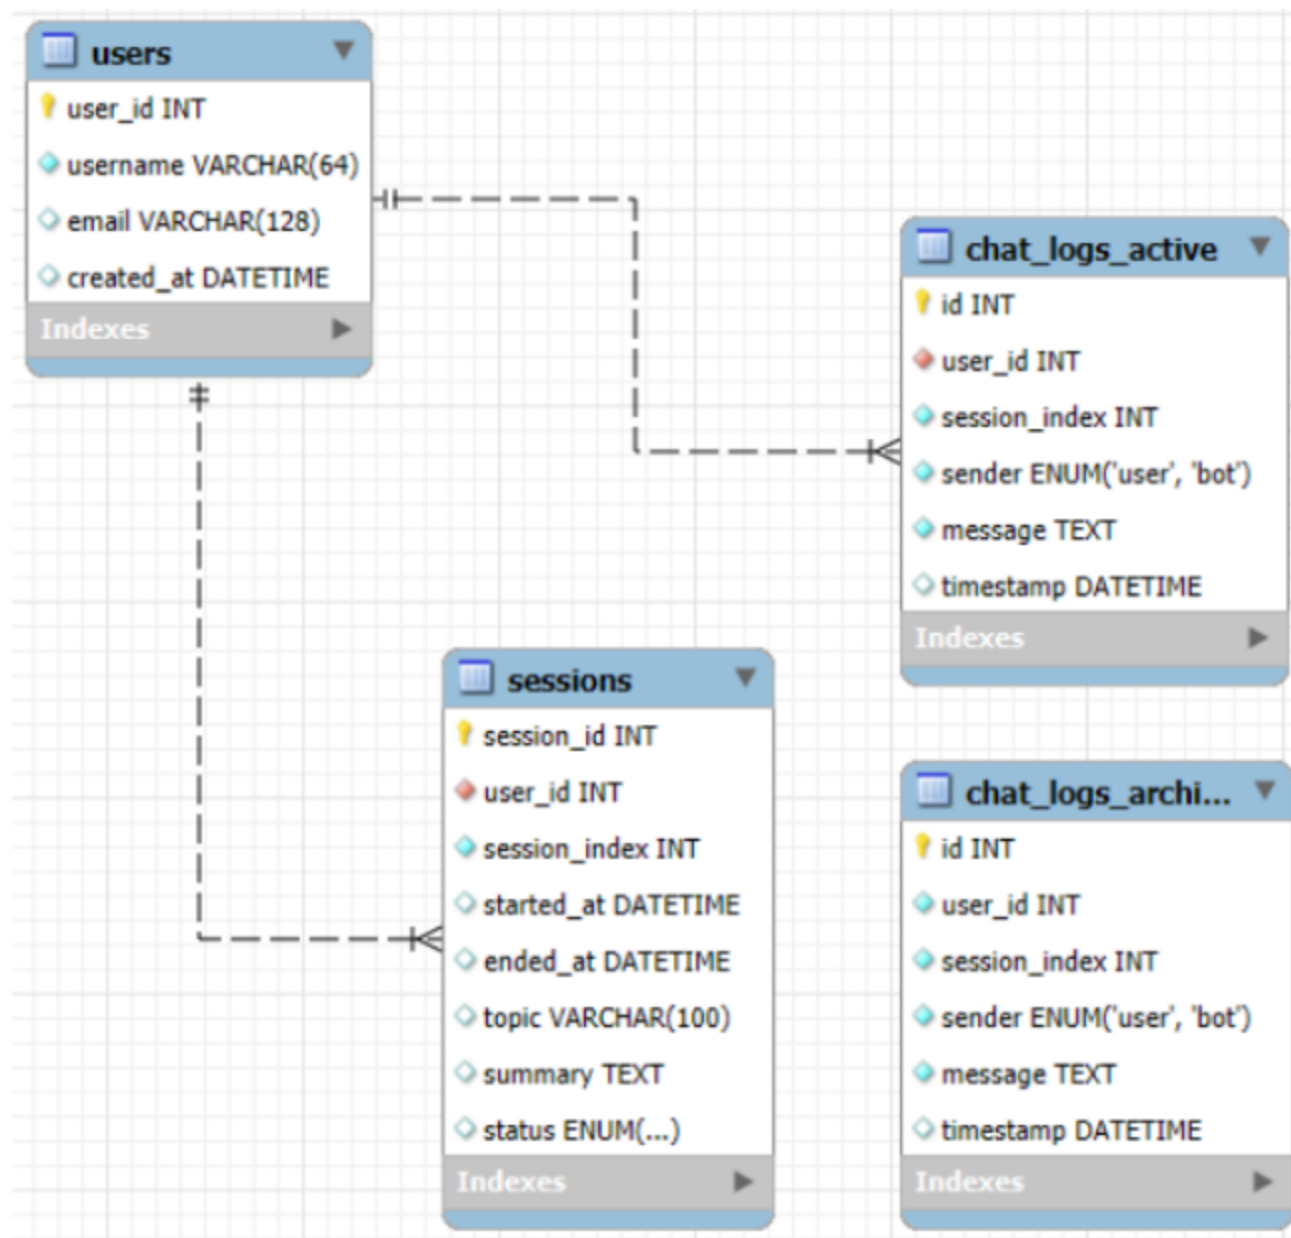 users
user_id INT
username VARCHAR(64)
email VARCHAR(128)
created_at DATETIME
Indexes
chat_logs_active
id INT
user_id INT
session_index INT
sender ENUM('user', 'bot')
message TEXT
timestamp DATETIME
Indexes
sessions
session_id INT
user_id INT
session_index INT
started_at DATETIME
ended_at DATETIME
topic VARCHAR(100)
summary TEXT
status ENUM(...)
Indexes
chat_logs_archi...
id INT
user_id INT
session_index INT
sender ENUM('user', 'bot')
message TEXT
timestamp DATETIME
Indexes